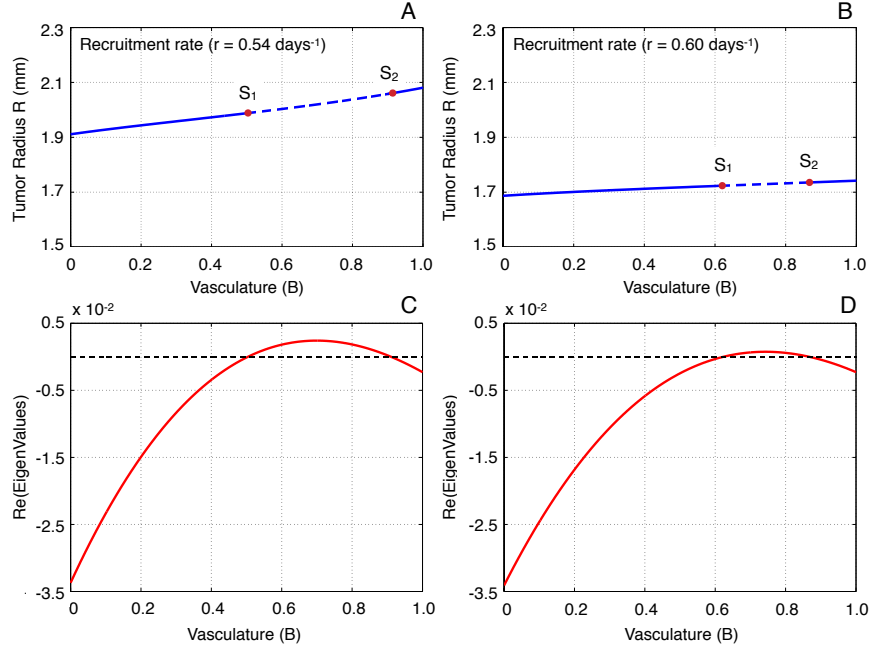 A
Recruitment rate (r = 0.54 days-1)
S1
S2
Tumor Radius R (mm)
2.3
2.1
1.9
1.7
1.5
0 0.2 0.4 0.6 0.8 1.0
Vasculature (B)
B
Recruitment rate (r = 0.60 days-1)
S1
S2
Tumor Radius R (mm)
2.3
2.1
1.9
1.7
1.5
0 0.2 0.4 0.6 0.8 1.0
Vasculature (B)
x 10-2
C
Re(EigenValues)
0.5
-0.5
-1.5
-2.5
-3.5
0 0.2 0.4 0.6 0.8 1.0
Vasculature (B)
x 10-2
D
Re(EigenValues)
0.5
-0.5
-1.5
-2.5
-3.5
0 0.2 0.4 0.6 0.8 1.0
Vasculature (B)